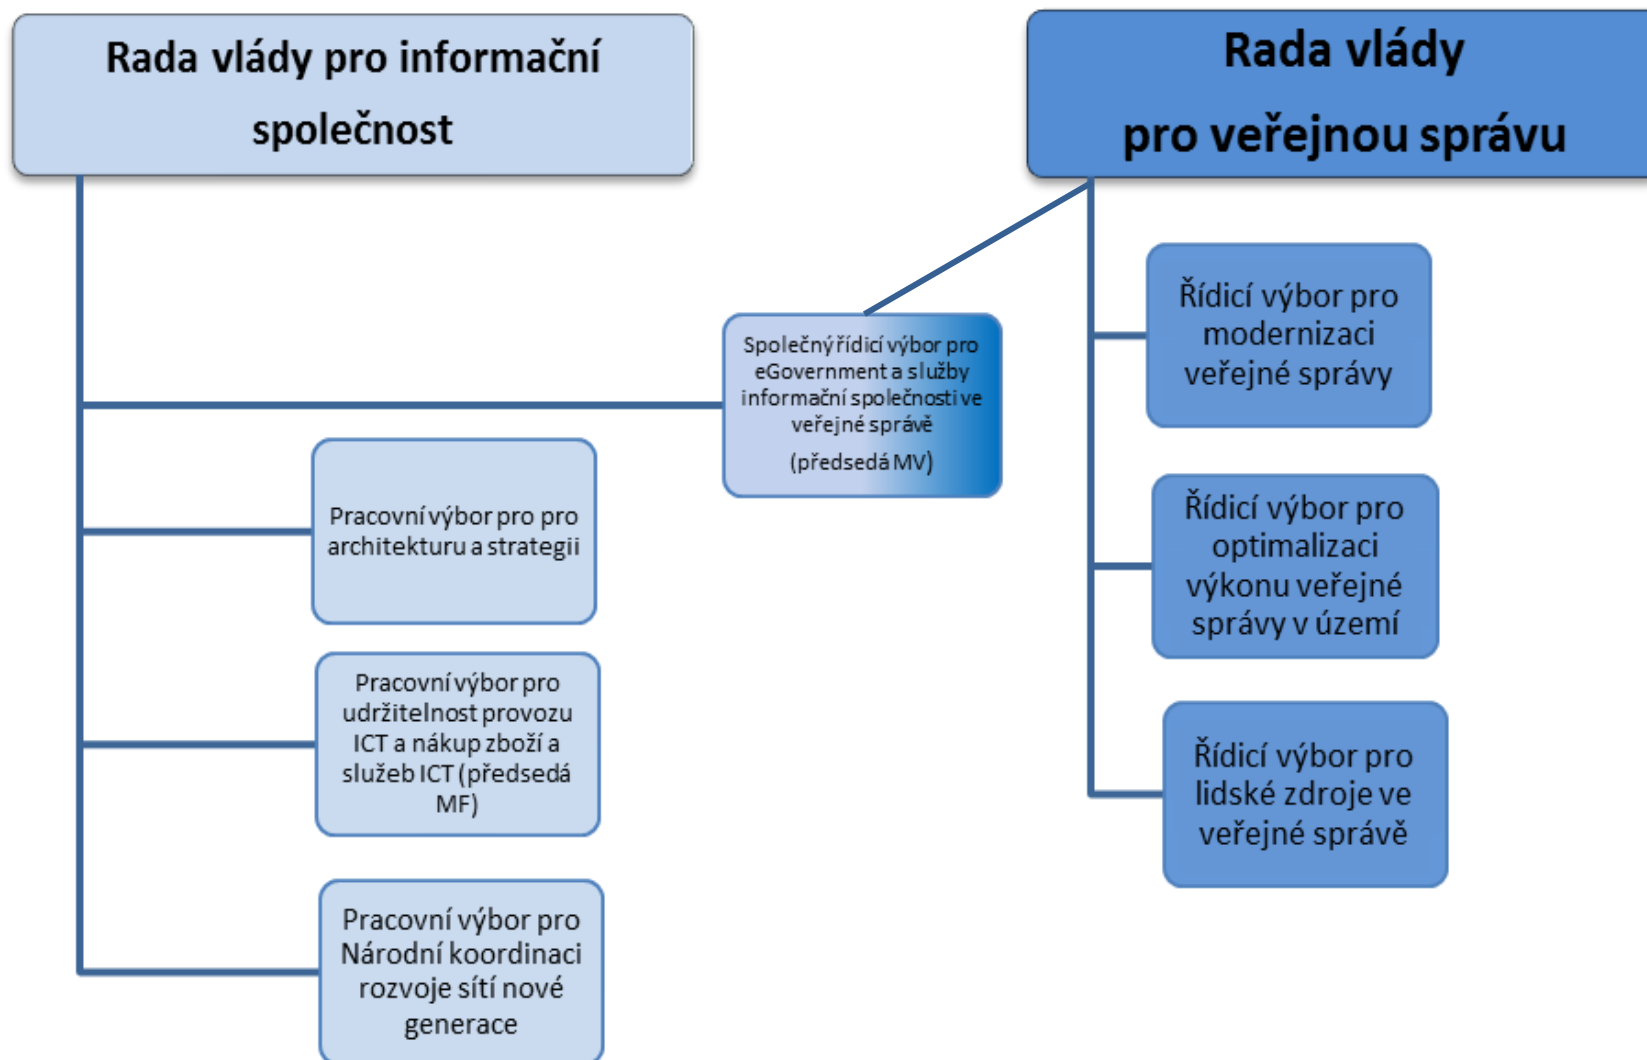 Rada vlády pro informační
společnost
Rada vlády
pro veřejnou správu
Společný řídicí výbor pro
eGovernment a služby
informační společnosti ve
veřejné správě
(předsedá MV)
Pracovní výbor pro pro
architekturu a strategii
Pracovní výbor pro
udržitelnost provozu
ICT a nákup zboží a
služeb ICT (předsedá
MF)
Pracovní výbor pro
Národní koordinaci
rozvoje sítí nové
generace
Řídicí výbor pro
modernizaci
veřejné správy
Řídicí výbor pro
optimalizaci
výkonu veřejné
správy v území
Řídicí výbor pro
lidské zdroje ve
veřejné správě